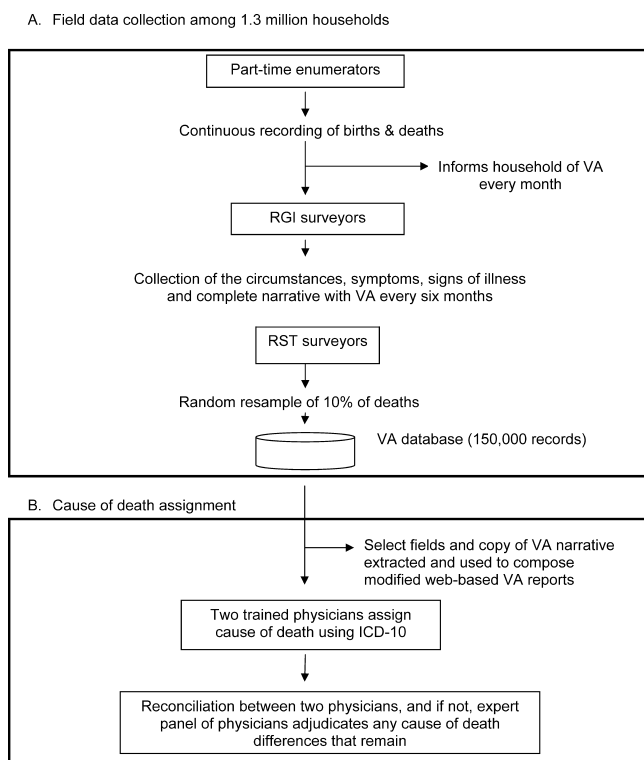 A. Field data collection among 1.3 million households
Part-time enumerators
Continuous recording of births & deaths
Informs household of VA
every month
RGI surveyors
Collection of the circumstances, symptoms, signs of illness
and complete narrative with VA every six months
RST surveyors
Random resample of 10% of deaths
VA database (150,000 records)
B. Cause of death assignment
Select fields and copy of VA narrative
extracted and used to compose
modified web-based VA reports
Two trained physicians assign
cause of death using ICD-10
Reconciliation between two physicians, and if not, expert
panel of physicians adjudicates any cause of death
differences that remain